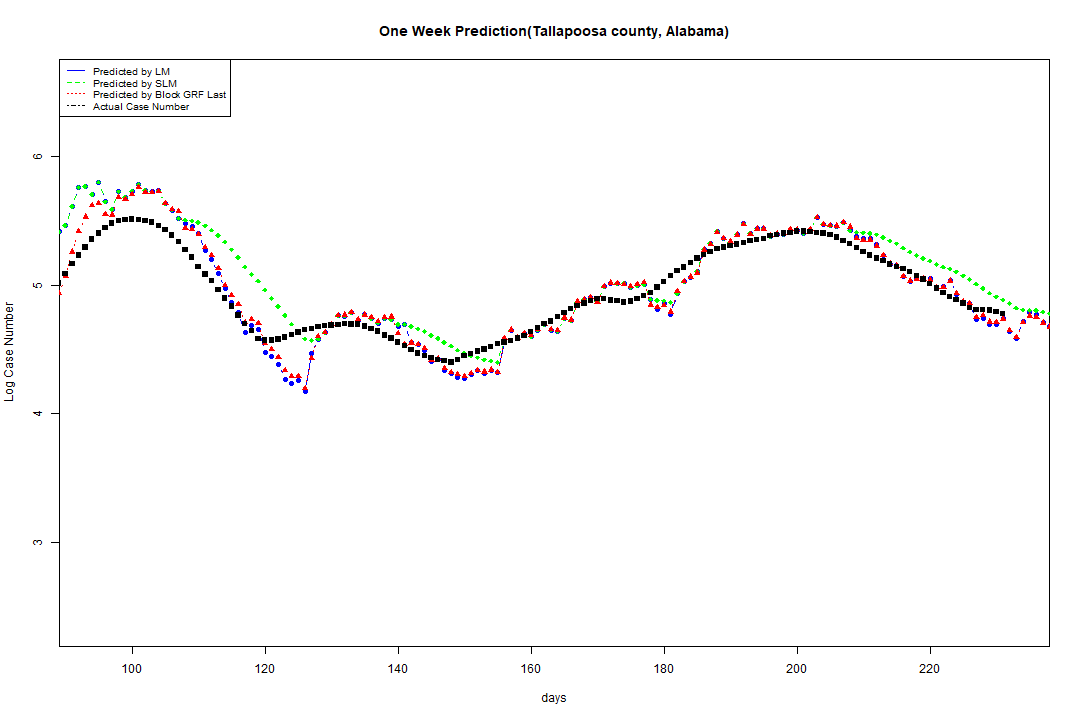 One Week Prediction(Tallapoosa county, Alabama)
Predicted by LM
Predicted by SLM
Predicted by Block GRF Last
Actual Case Number
6
5
4
3
Log Case Number
100 120 140 160 180 200 220
days